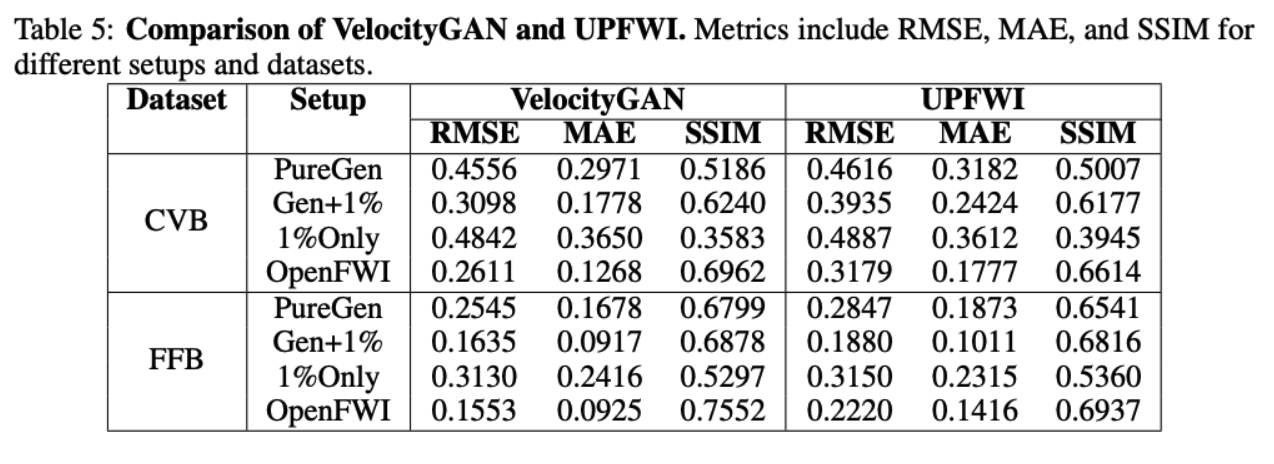 Table 5: Comparison of VelocityGAN and UPFWI. Metrics include RMSE, MAE, and SSIM for
different setups and datasets.
Dataset Setup VelocityGAN UPFWI
RMSE MAE SSIM RMSE MAE SSIM
CVB
PureGen 0.4556 0.2971 0.5186 0.4616 0.3182 0.5007
Gen+1% 0.3098 0.1778 0.6240 0.3935 0.2424 0.6177
1%Only 0.4842 0.3650 0.3583 0.4887 0.3612 0.3945
OpenFWI 0.2611 0.1268 0.6962 0.3179 0.1777 0.6614
FFB
PureGen 0.2545 0.1678 0.6799 0.2847 0.1873 0.6541
Gen+1% 0.1635 0.0917 0.6878 0.1880 0.1011 0.6816
1%Only 0.3130 0.2416 0.5297 0.3150 0.2315 0.5360
OpenFWI 0.1553 0.0925 0.7552 0.2220 0.1416 0.6937